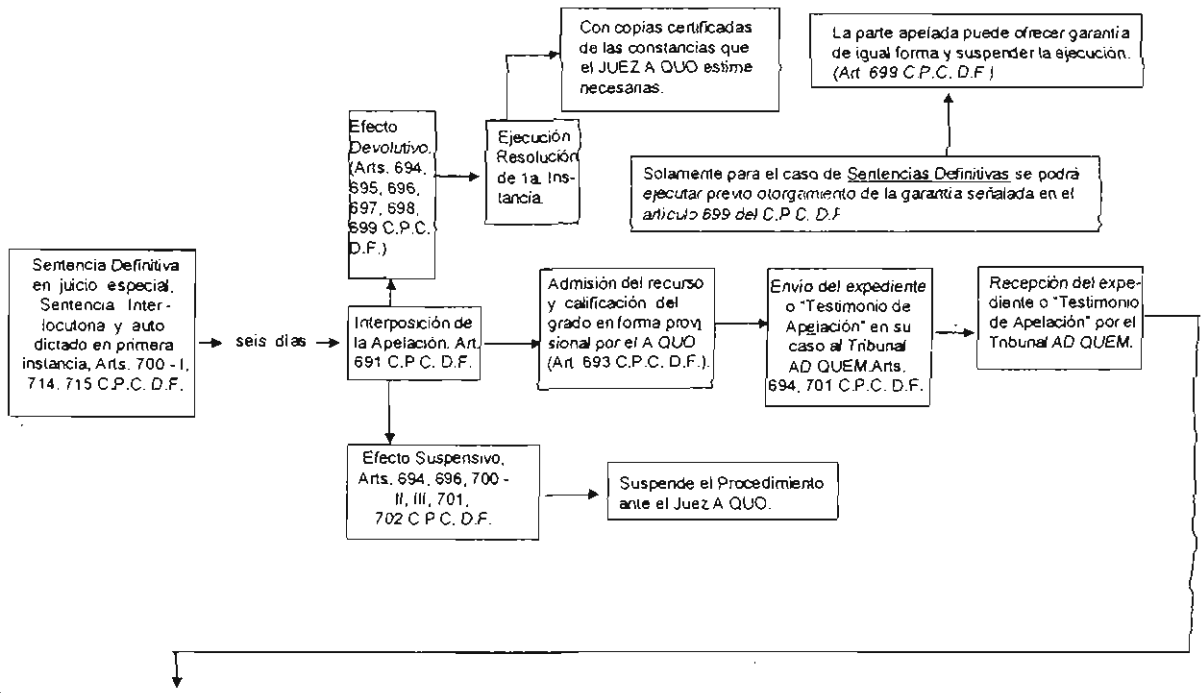 Con copias certificadas
de las constancias que
el JUEZ A QUO estime
necesarias.
La parte apelada puede ofrecer garantía
de igual forma y suspender la ejecución.
(Art. 699 C.P.C. D.F.)
Efecto
Devolutivo.
(Arts. 694,
695, 696,
697, 698,
699 C.P.C.
D.F.)
Ejecución
Resolución
de 1a. Ins-
tancia.
Solamente para el caso de Sentencias Definitivas se podrá
ejecutar previo otorgamiento de la garantía señalada en el
artículo 699 del C.P.C. D.F
Sentencia Definitiva
en juicio especial,
Sentencia Inter-
locutoria y auto
dictado en primera
instancia, Arts. 700 - I,
714, 715 C.P.C. D.F.
seis días
Interposición de
la Apelación. Art.
691 C.P.C. D.F.
Admisión del recurso
y calificación del
grado en forma provi
sional por el A QUO
(Art. 693 C.P.C. D.F.).
Envío del expediente
o "Testimonio de
Apelación" en su
caso al Tribunal
AD QUEM.Arts.
694, 701 C.P.C. D.F.
Recepción del expe-
diente o "Testimonio
de Apelación" por el
Tribunal AD QUEM.
Efecto Suspensivo,
Arts. 694, 696, 700 -
II, III, 701,
702 C.P.C. D.F.
Suspende el Procedimiento
ante el Juez A QUO.